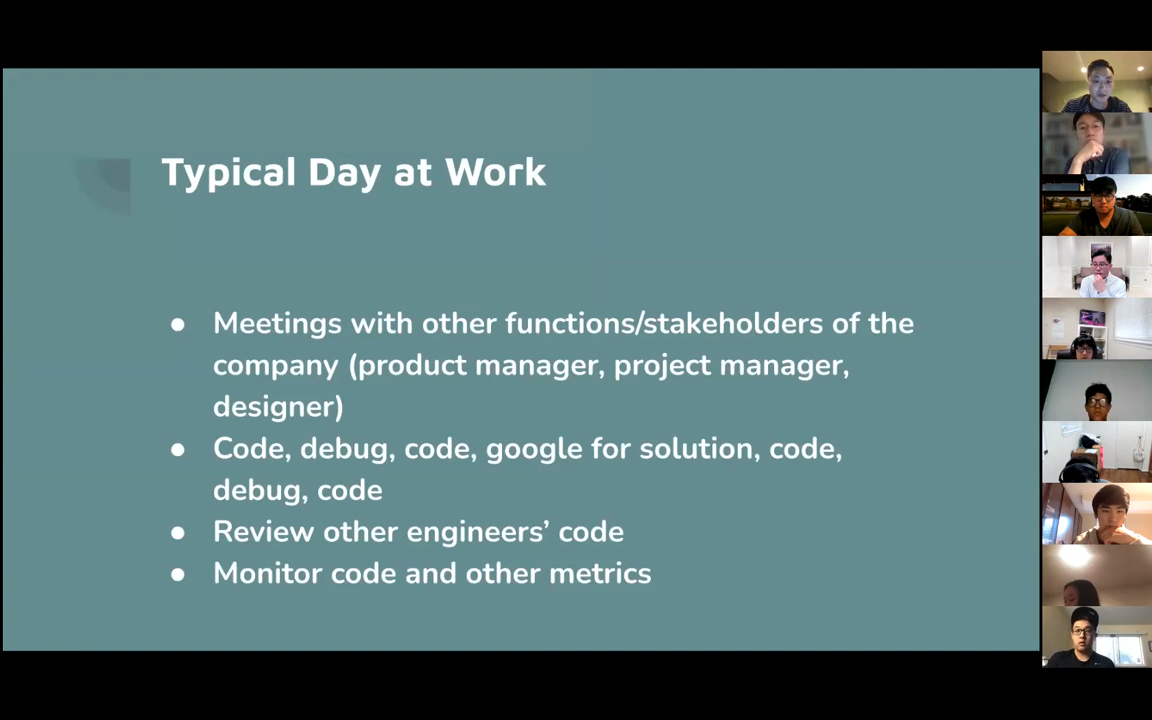 Typical Day at Work
● Meetings with other functions/stakeholders of the
company (product manager, project manager,
designer)
● Code, debug, code, google for solution, code,
debug, code
● Review other engineers’ code
● Monitor code and other metrics